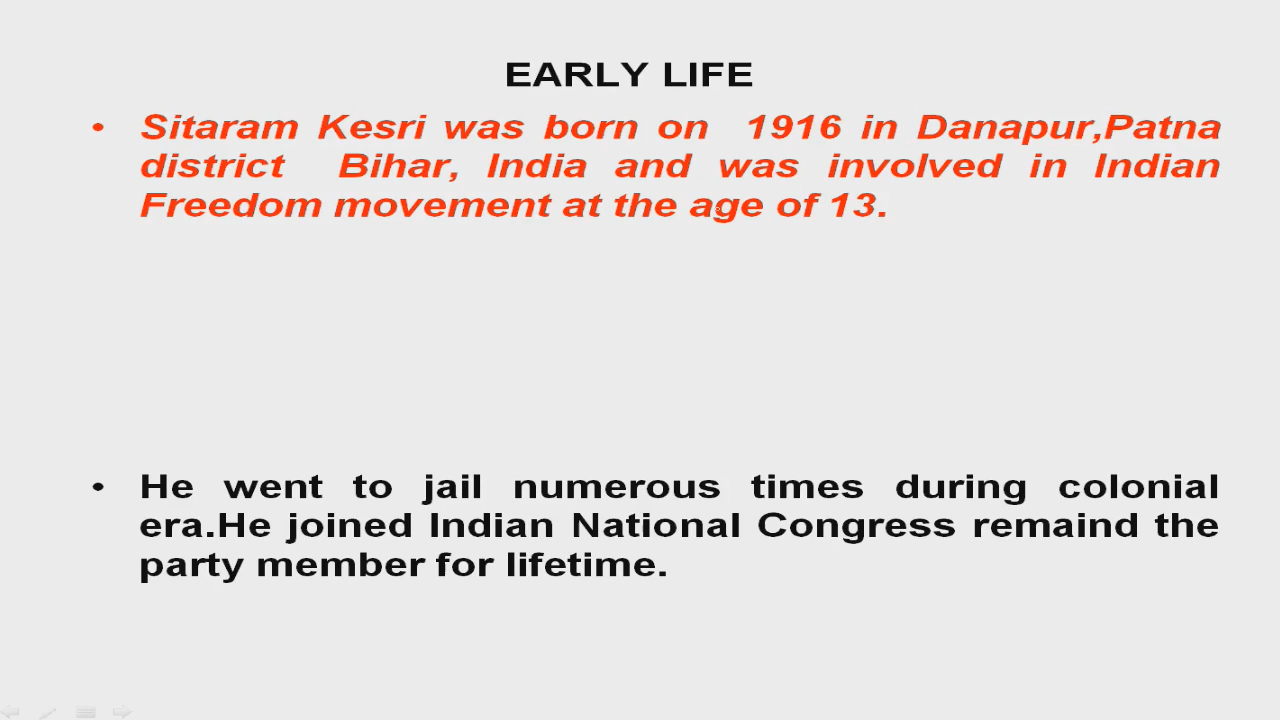 EARLY LIFE
• Sitaram Kesri was born on 1916 in Danapur,Patna
district Bihar, India and was involved in Indian
Freedom movement at the age of 13.
• He went to jail numerous times during colonial
era.He joined Indian National Congress remaind the
party member for lifetime.